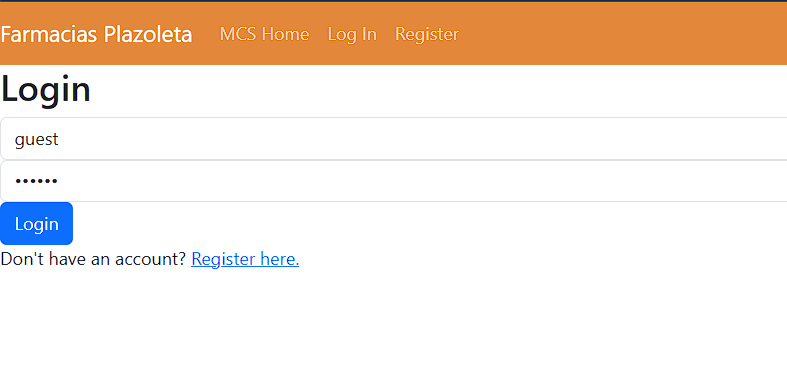 Farmacias Plazoleta MCS Home Log In Register
Login
guest
••••••
Login
Don't have an account? Register here.